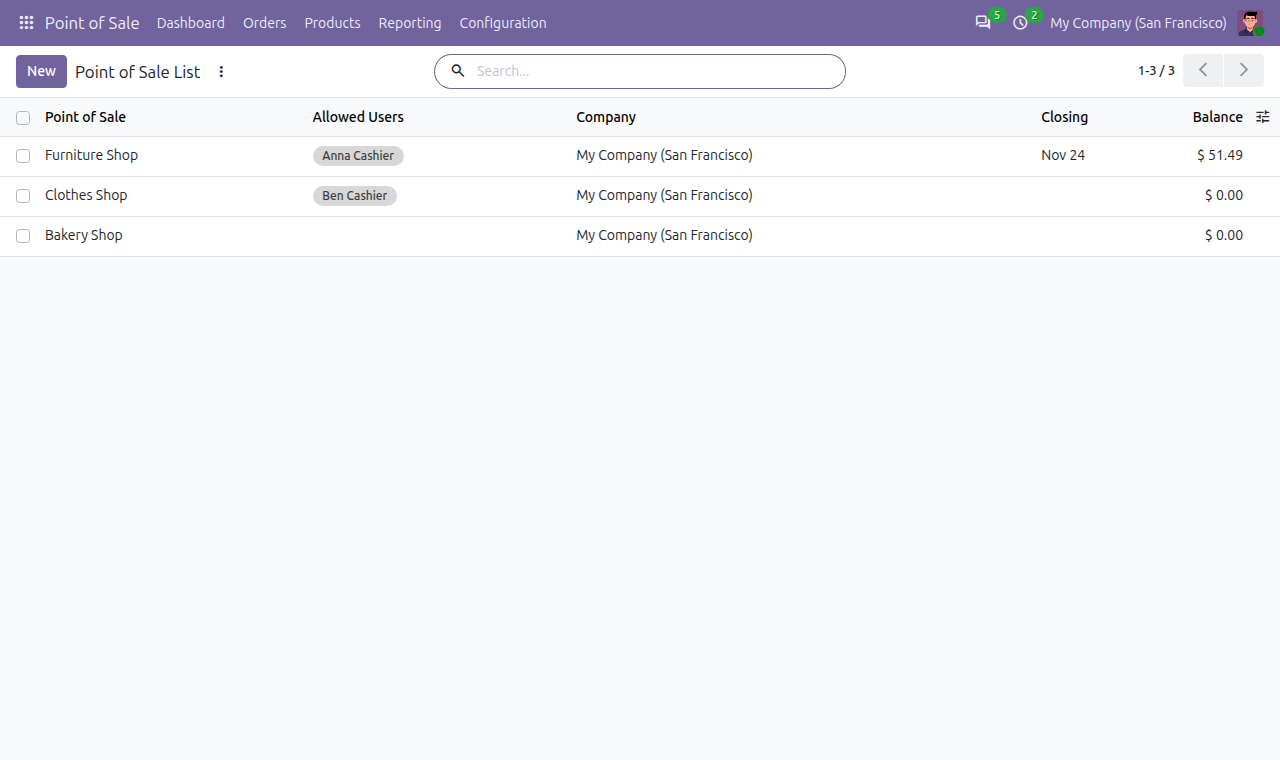 Point of Sale Dashboard Orders Products Reporting Configuration 5 2 My Company (San Francisco)
New Point of Sale List Search... 1-3 / 3
Point of Sale Allowed Users Company Closing Balance
Furniture Shop Anna Cashier My Company (San Francisco) Nov 24 $ 51.49
Clothes Shop Ben Cashier My Company (San Francisco) $ 0.00
Bakery Shop My Company (San Francisco) $ 0.00